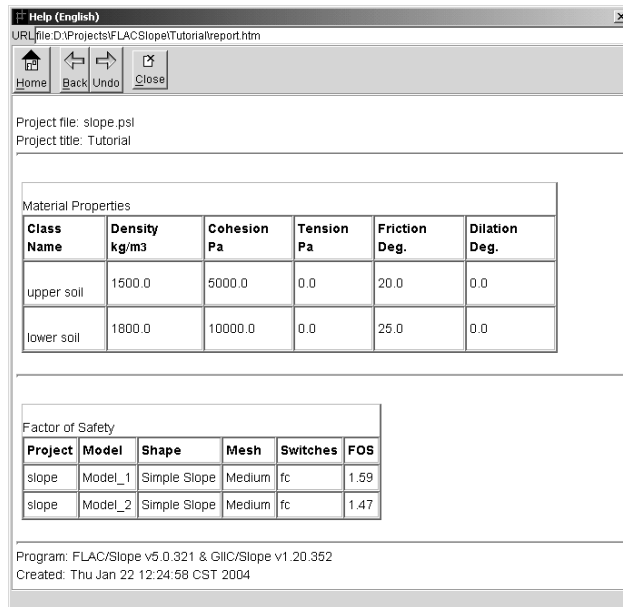 Help (English)
URL file:D:\Projects\FLACSlope\Tutorial\report.htm
Home Back Undo Close
Project file: slope.psl
Project title: Tutorial
Material Properties
Class Name Density kg/m3 Cohesion Pa Tension Pa Friction Deg. Dilation Deg.
upper soil 1500.0 5000.0 0.0 20.0 0.0
lower soil 1800.0 10000.0 0.0 25.0 0.0
Factor of Safety
Project Model Shape Mesh Switches FOS
slope Model_1 Simple Slope Medium fc 1.59
slope Model_2 Simple Slope Medium fc 1.47
Program: FLAC/Slope v5.0.321 & GIIC/Slope v1.20.352
Created: Thu Jan 22 12:24:58 CST 2004